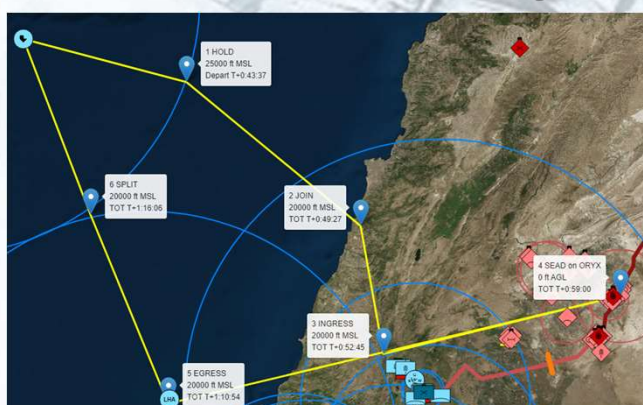 1 HOLD
25000 ft MSL
Depart T+0:43:37
6 SPLIT
20000 ft MSL
TOT T+1:16:06
2 JOIN
20000 ft MSL
TOT T+0:49:27
4 SEAD on ORYX
0 ft AGL
TOT T+0:59:00
3 INGRESS
20000 ft MSL
TOT T+0:52:45
5 EGRESS
20000 ft MSL
TOT T+1:10:54
LHA